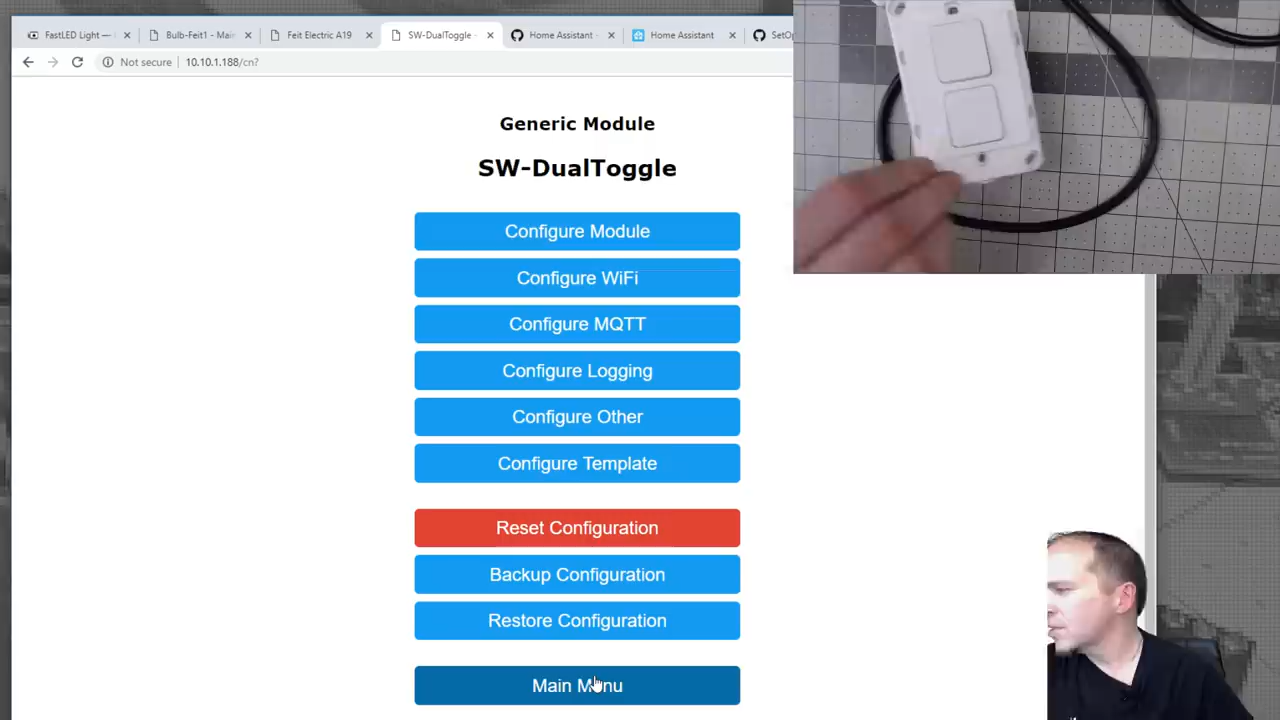 FastLED Light —
Bulb-Feit1 - Main
Feit Electric A19
SW-DualToggle -
Home Assistant -
Home Assistant
SetOp
Not secure
10.10.1.188/cn?
Generic Module
SW-DualToggle
Configure Module
Configure WiFi
Configure MQTT
Configure Logging
Configure Other
Configure Template
Reset Configuration
Backup Configuration
Restore Configuration
Main Menu